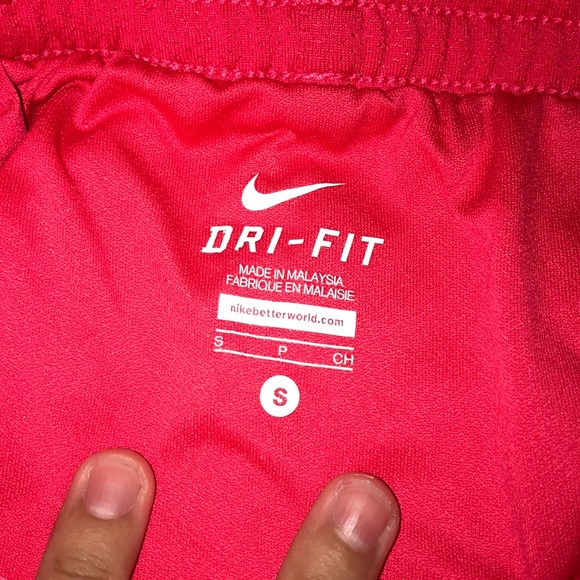 DRI-FIT
MADE IN MALAYSIA
FABRIQUE EN MALAISIE
nikebetterworld.com
S P CH
S